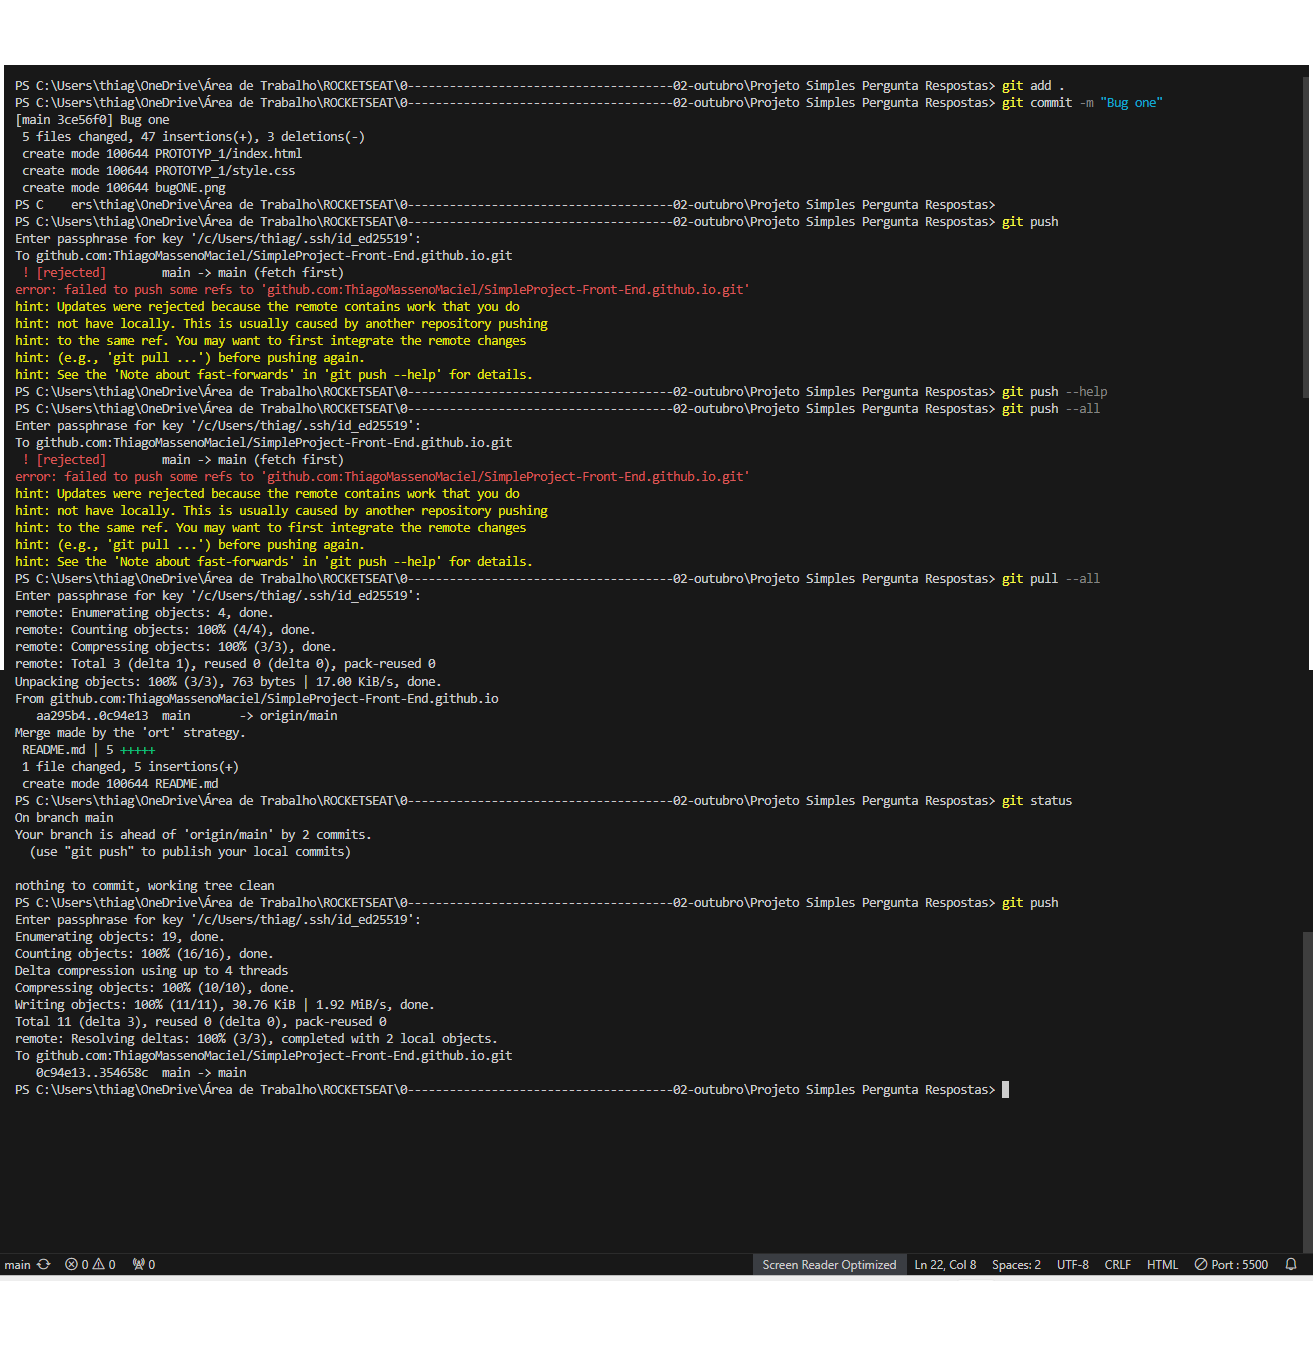 PS C:\Users\thiag\OneDrive\Área de Trabalho\ROCKETSEAT\0--------------------------------------02-outubro\Projeto Simples Pergunta Respostas> git add .
PS C:\Users\thiag\OneDrive\Área de Trabalho\ROCKETSEAT\0--------------------------------------02-outubro\Projeto Simples Pergunta Respostas> git commit -m "Bug one"
[main 3ce56f0] Bug one
 5 files changed, 47 insertions(+), 3 deletions(-)
 create mode 100644 PROTOTYP_1/index.html
 create mode 100644 PROTOTYP_1/style.css
 create mode 100644 bugONE.png
PS C    ers\thiag\OneDrive\Área de Trabalho\ROCKETSEAT\0--------------------------------------02-outubro\Projeto Simples Pergunta Respostas>
PS C:\Users\thiag\OneDrive\Área de Trabalho\ROCKETSEAT\0--------------------------------------02-outubro\Projeto Simples Pergunta Respostas> git push
Enter passphrase for key '/c/Users/thiag/.ssh/id_ed25519':
To github.com:ThiagoMassenoMaciel/SimpleProject-Front-End.github.io.git
 ! [rejected]        main -> main (fetch first)
error: failed to push some refs to 'github.com:ThiagoMassenoMaciel/SimpleProject-Front-End.github.io.git'
hint: Updates were rejected because the remote contains work that you do
hint: not have locally. This is usually caused by another repository pushing
hint: to the same ref. You may want to first integrate the remote changes
hint: (e.g., 'git pull ...') before pushing again.
hint: See the 'Note about fast-forwards' in 'git push --help' for details.
PS C:\Users\thiag\OneDrive\Área de Trabalho\ROCKETSEAT\0--------------------------------------02-outubro\Projeto Simples Pergunta Respostas> git push --help
PS C:\Users\thiag\OneDrive\Área de Trabalho\ROCKETSEAT\0--------------------------------------02-outubro\Projeto Simples Pergunta Respostas> git push --all
Enter passphrase for key '/c/Users/thiag/.ssh/id_ed25519':
To github.com:ThiagoMassenoMaciel/SimpleProject-Front-End.github.io.git
 ! [rejected]        main -> main (fetch first)
error: failed to push some refs to 'github.com:ThiagoMassenoMaciel/SimpleProject-Front-End.github.io.git'
hint: Updates were rejected because the remote contains work that you do
hint: not have locally. This is usually caused by another repository pushing
hint: to the same ref. You may want to first integrate the remote changes
hint: (e.g., 'git pull ...') before pushing again.
hint: See the 'Note about fast-forwards' in 'git push --help' for details.
PS C:\Users\thiag\OneDrive\Área de Trabalho\ROCKETSEAT\0--------------------------------------02-outubro\Projeto Simples Pergunta Respostas> git pull --all
Enter passphrase for key '/c/Users/thiag/.ssh/id_ed25519':
remote: Enumerating objects: 4, done.
remote: Counting objects: 100% (4/4), done.
remote: Compressing objects: 100% (3/3), done.
remote: Total 3 (delta 1), reused 0 (delta 0), pack-reused 0
Unpacking objects: 100% (3/3), 763 bytes | 17.00 KiB/s, done.
From github.com:ThiagoMassenoMaciel/SimpleProject-Front-End.github.io
   aa295b4..0c94e13  main       -> origin/main
Merge made by the 'ort' strategy.
 README.md | 5 +++++
 1 file changed, 5 insertions(+)
 create mode 100644 README.md
PS C:\Users\thiag\OneDrive\Área de Trabalho\ROCKETSEAT\0--------------------------------------02-outubro\Projeto Simples Pergunta Respostas> git status
On branch main
Your branch is ahead of 'origin/main' by 2 commits.
  (use "git push" to publish your local commits)

nothing to commit, working tree clean
PS C:\Users\thiag\OneDrive\Área de Trabalho\ROCKETSEAT\0--------------------------------------02-outubro\Projeto Simples Pergunta Respostas> git push
Enter passphrase for key '/c/Users/thiag/.ssh/id_ed25519':
Enumerating objects: 19, done.
Counting objects: 100% (16/16), done.
Delta compression using up to 4 threads
Compressing objects: 100% (10/10), done.
Writing objects: 100% (11/11), 30.76 KiB | 1.92 MiB/s, done.
Total 11 (delta 3), reused 0 (delta 0), pack-reused 0
remote: Resolving deltas: 100% (3/3), completed with 2 local objects.
To github.com:ThiagoMassenoMaciel/SimpleProject-Front-End.github.io.git
   0c94e13..354658c  main -> main
PS C:\Users\thiag\OneDrive\Área de Trabalho\ROCKETSEAT\0--------------------------------------02-outubro\Projeto Simples Pergunta Respostas>
main 0 0 0 Screen Reader Optimized Ln 22, Col 8 Spaces: 2 UTF-8 CRLF HTML Port : 5500